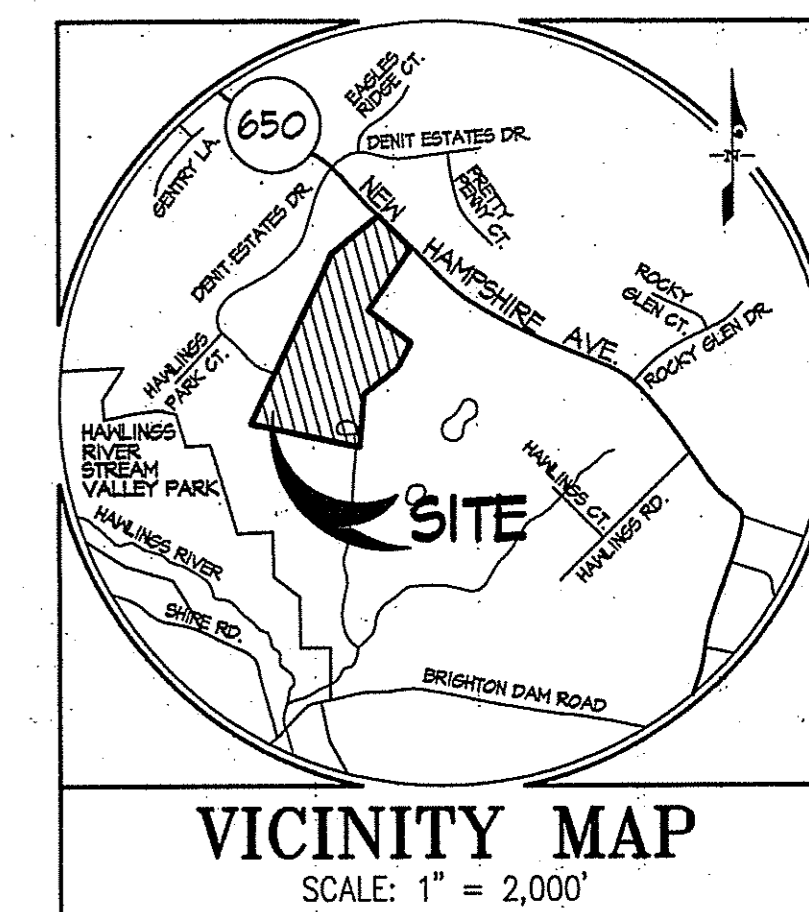 EAGLES
RIDGE CT.
650
DENIT ESTATES DR.
GENTRY LA.
PRETTY
PENNY CT.
N
NEW
HAMPSHIRE
AVE.
DENIT ESTATES DR.
ROCKY
GLEN CT.
ROCKY GLEN DR.
HAWLINGS
PARK CT.
HAWLINGS
RIVER
STREAM
VALLEY PARK
HAWLINGS CT.
HAWLINGS RD.
SITE
HAWLINGS RIVER
SHIRE RD.
BRIGHTON DAM ROAD
VICINITY MAP
SCALE: 1" = 2,000'